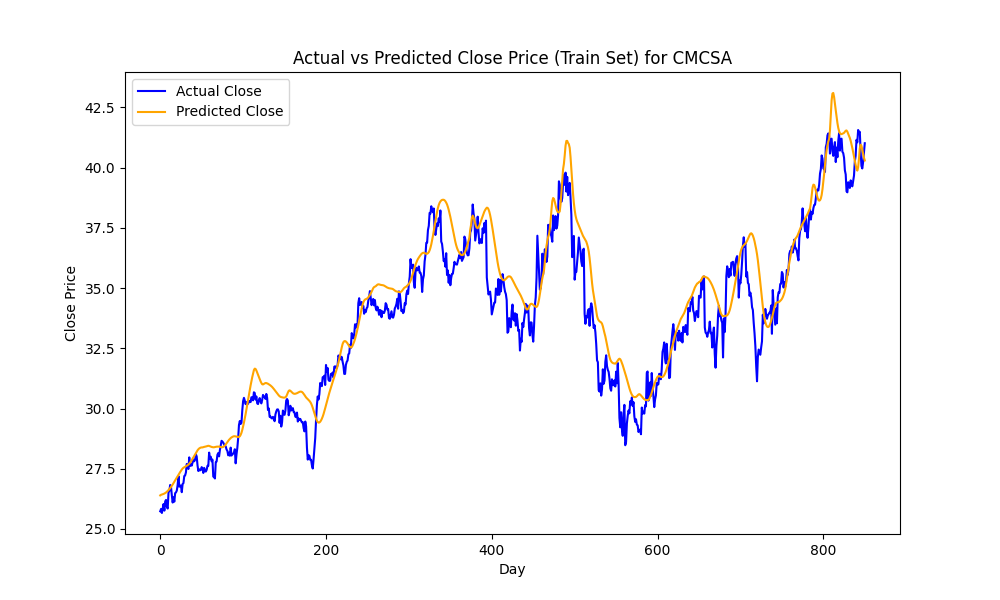 Actual vs Predicted Close Price (Train Set) for CMCSA
Actual Close
Predicted Close
Close Price
42.5
40.0
37.5
35.0
32.5
30.0
27.5
25.0
0 200 400 600 800
Day